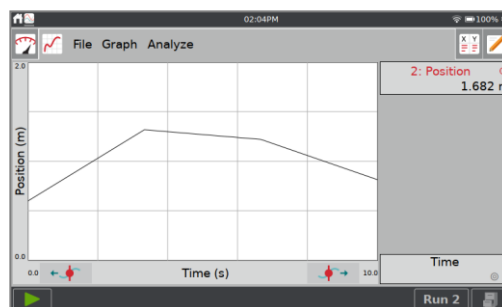 02:04PM
100%
File Graph Analyze
X Y
2: Position
1.682
2.0
Position (m)
0.0
0.0
Time (s)
10.0
Time
Run 2